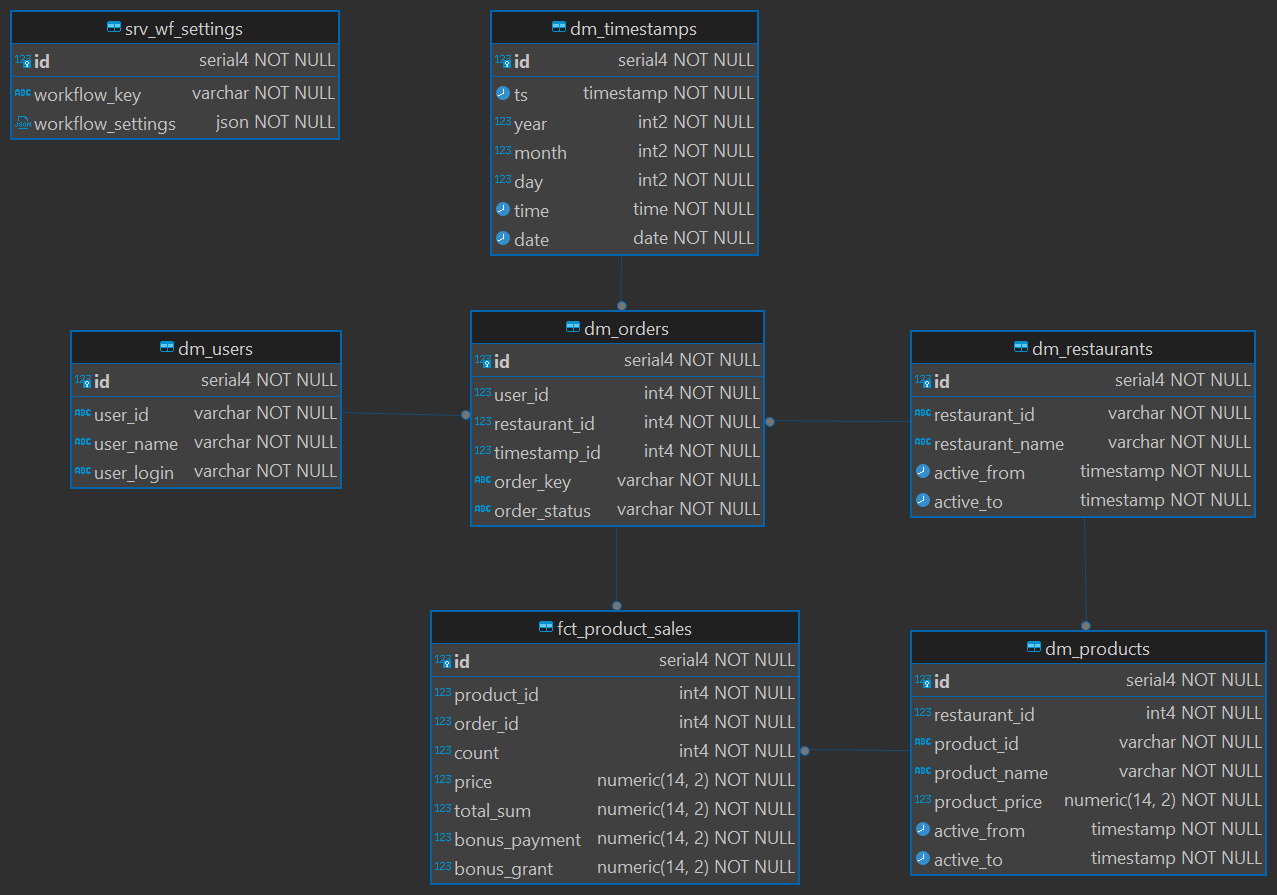 srv_wf_settings
id serial4 NOT NULL
workflow_key varchar NOT NULL
workflow_settings json NOT NULL
dm_timestamps
id serial4 NOT NULL
ts timestamp NOT NULL
year int2 NOT NULL
month int2 NOT NULL
day int2 NOT NULL
time time NOT NULL
date date NOT NULL
dm_users
id serial4 NOT NULL
user_id varchar NOT NULL
user_name varchar NOT NULL
user_login varchar NOT NULL
dm_orders
id serial4 NOT NULL
user_id int4 NOT NULL
restaurant_id int4 NOT NULL
timestamp_id int4 NOT NULL
order_key varchar NOT NULL
order_status varchar NOT NULL
dm_restaurants
id serial4 NOT NULL
restaurant_id varchar NOT NULL
restaurant_name varchar NOT NULL
active_from timestamp NOT NULL
active_to timestamp NOT NULL
fct_product_sales
id serial4 NOT NULL
product_id int4 NOT NULL
order_id int4 NOT NULL
count int4 NOT NULL
price numeric(14, 2) NOT NULL
total_sum numeric(14, 2) NOT NULL
bonus_payment numeric(14, 2) NOT NULL
bonus_grant numeric(14, 2) NOT NULL
dm_products
id serial4 NOT NULL
restaurant_id int4 NOT NULL
product_id varchar NOT NULL
product_name varchar NOT NULL
product_price numeric(14, 2) NOT NULL
active_from timestamp NOT NULL
active_to timestamp NOT NULL